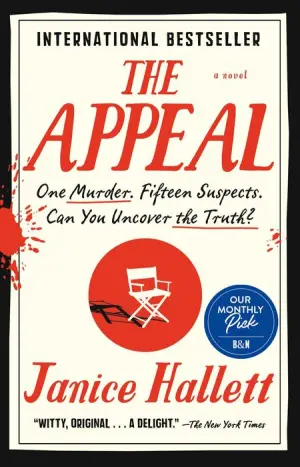 INTERNATIONAL BESTSELLER
THE
a novel
APPEAL
One Murder. Fifteen Suspects.
Can You Uncover the Truth?
OUR
MONTHLY
Pick
B&N
Janice Hallett
“WITTY, ORIGINAL . . . A DELIGHT.” —The New York Times